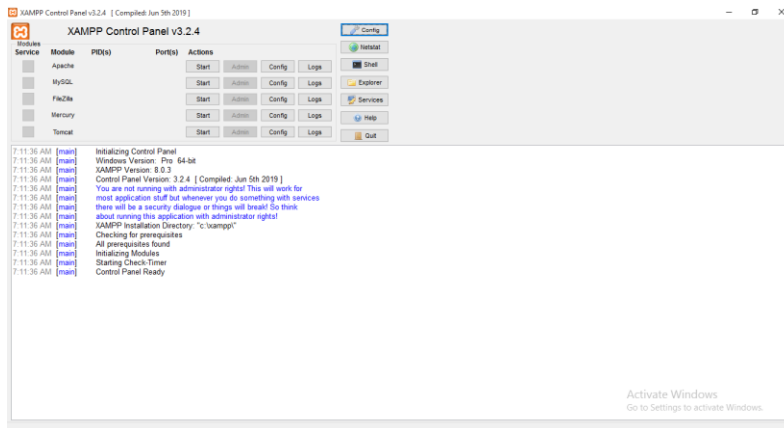 XAMPP Control Panel v3.2.4 [ Compiled: Jun 5th 2019 ]
XAMPP Control Panel v3.2.4
Config
Modules
Service Module PID(s) Port(s) Actions
Netstat
Apache Start Admin Config Logs
Shell
MySQL Start Admin Config Logs
Explorer
FileZilla Start Admin Config Logs
Services
Mercury Start Admin Config Logs
Help
Tomcat Start Admin Config Logs
Quit
7:11:36 AM [main] Initializing Control Panel
7:11:36 AM [main] Windows Version: Pro 64-bit
7:11:36 AM [main] XAMPP Version: 8.0.3
7:11:36 AM [main] Control Panel Version: 3.2.4 [ Compiled: Jun 5th 2019 ]
7:11:36 AM [main] You are not running with administrator rights! This will work for
7:11:36 AM [main] most application stuff but whenever you do something with services
7:11:36 AM [main] there will be a security dialogue or things will break! So think
7:11:36 AM [main] about running this application with administrator rights!
7:11:36 AM [main] XAMPP Installation Directory: "c:\xampp\"
7:11:36 AM [main] Checking for prerequisites
7:11:36 AM [main] All prerequisites found
7:11:36 AM [main] Initializing Modules
7:11:36 AM [main] Starting Check-Timer
7:11:36 AM [main] Control Panel Ready
Activate Windows
Go to Settings to activate Windows.